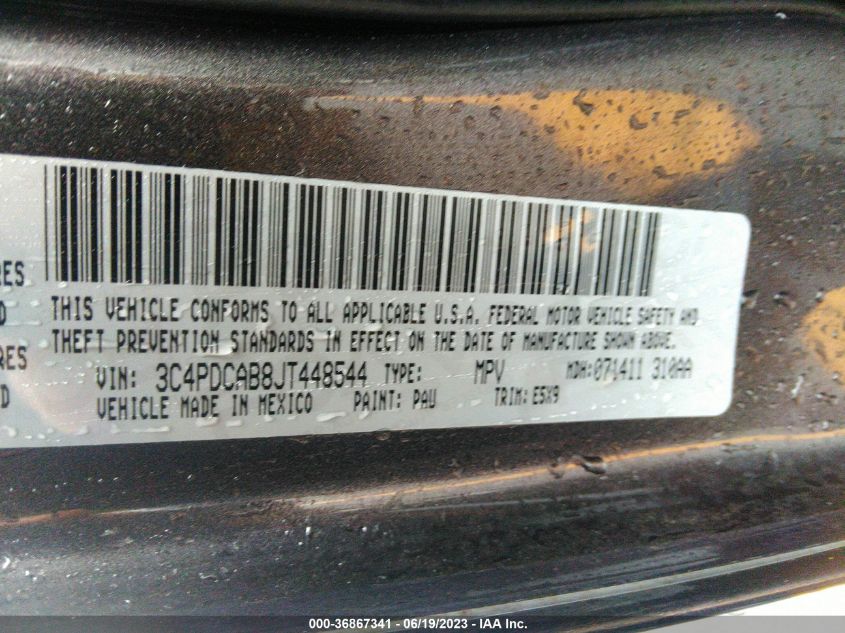 RES
THIS VEHICLE CONFORMS TO ALL APPLICABLE U.S.A. FEDERAL MOTOR VEHICLE SAFETY AND
D
THEFT PREVENTION STANDARDS IN EFFECT ON THE DATE OF MANUFACTURE SHOWN ABOVE.
RES
VIN: 3C4PDCAB8JT448544 TYPE: MPV MDH:071411 310AA
D
VEHICLE MADE IN MEXICO PAINT: PAU TRIM: E5X9
000-36867341 - 06/19/2023 - IAA Inc.